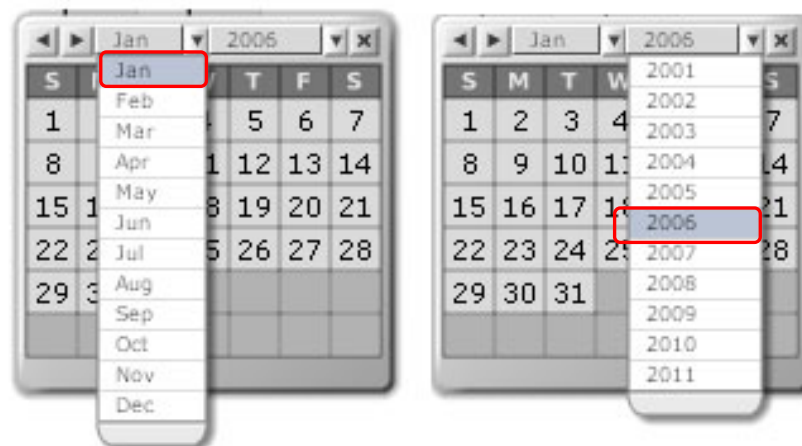 Jan 2006
S T F S
Jan
Feb
Mar
Apr
May
Jun
Jul
Aug
Sep
Oct
Nov
Dec
1 5 6 7
8 12 13 14
15 19 20 21
22 26 27 28
29
Jan 2006
S M T W S
2001
2002
2003
2004
2005
2006
2007
2008
2009
2010
2011
1 2 3 4 7
8 9 10
15 16 17
22 23 24
29 30 31